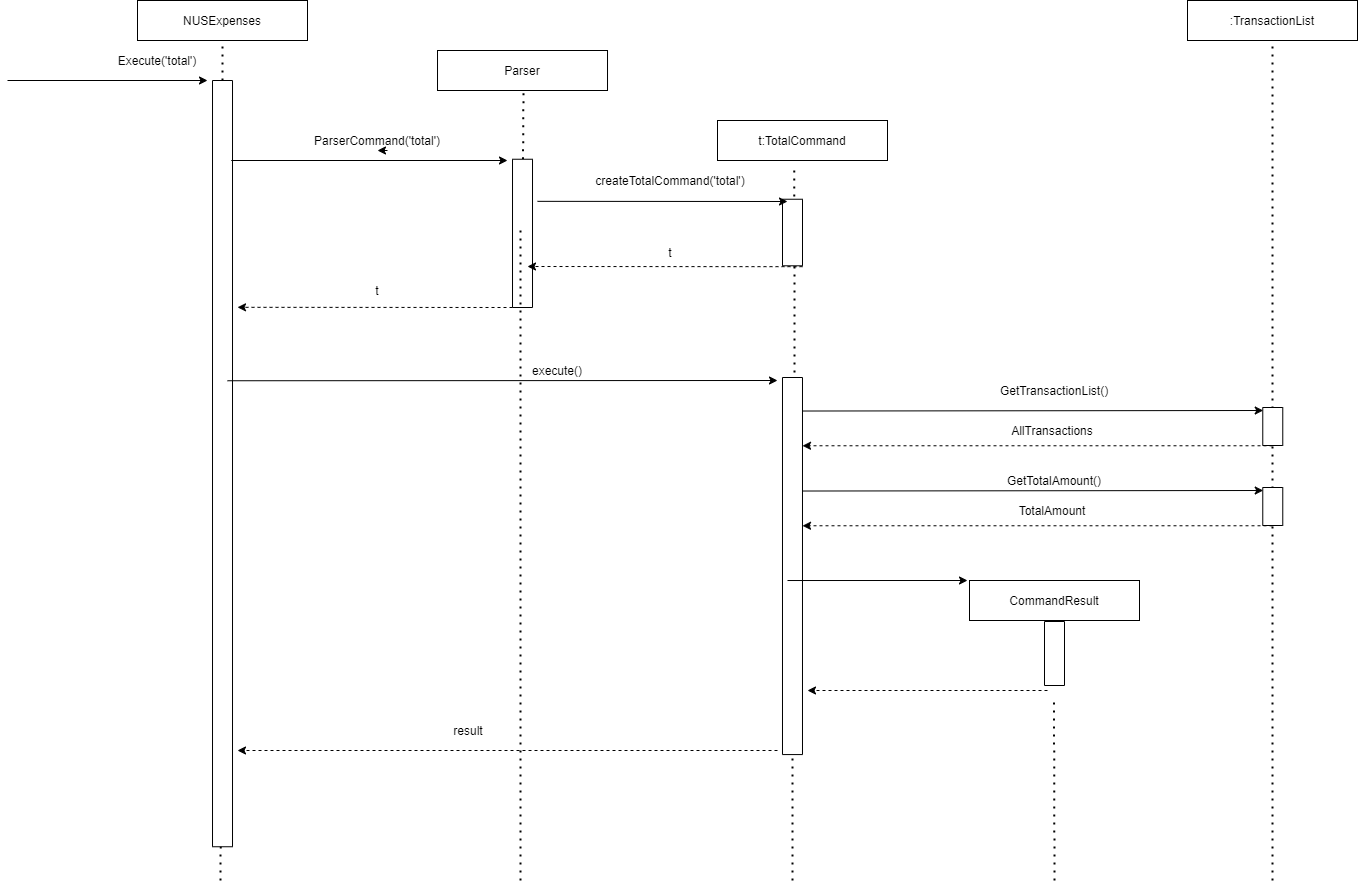 NUSExpenses
:TransactionList
Execute('total')
Parser
ParserCommand('total')
t:TotalCommand
createTotalCommand('total')
t
t
execute()
GetTransactionList()
AllTransactions
GetTotalAmount()
TotalAmount
CommandResult
result